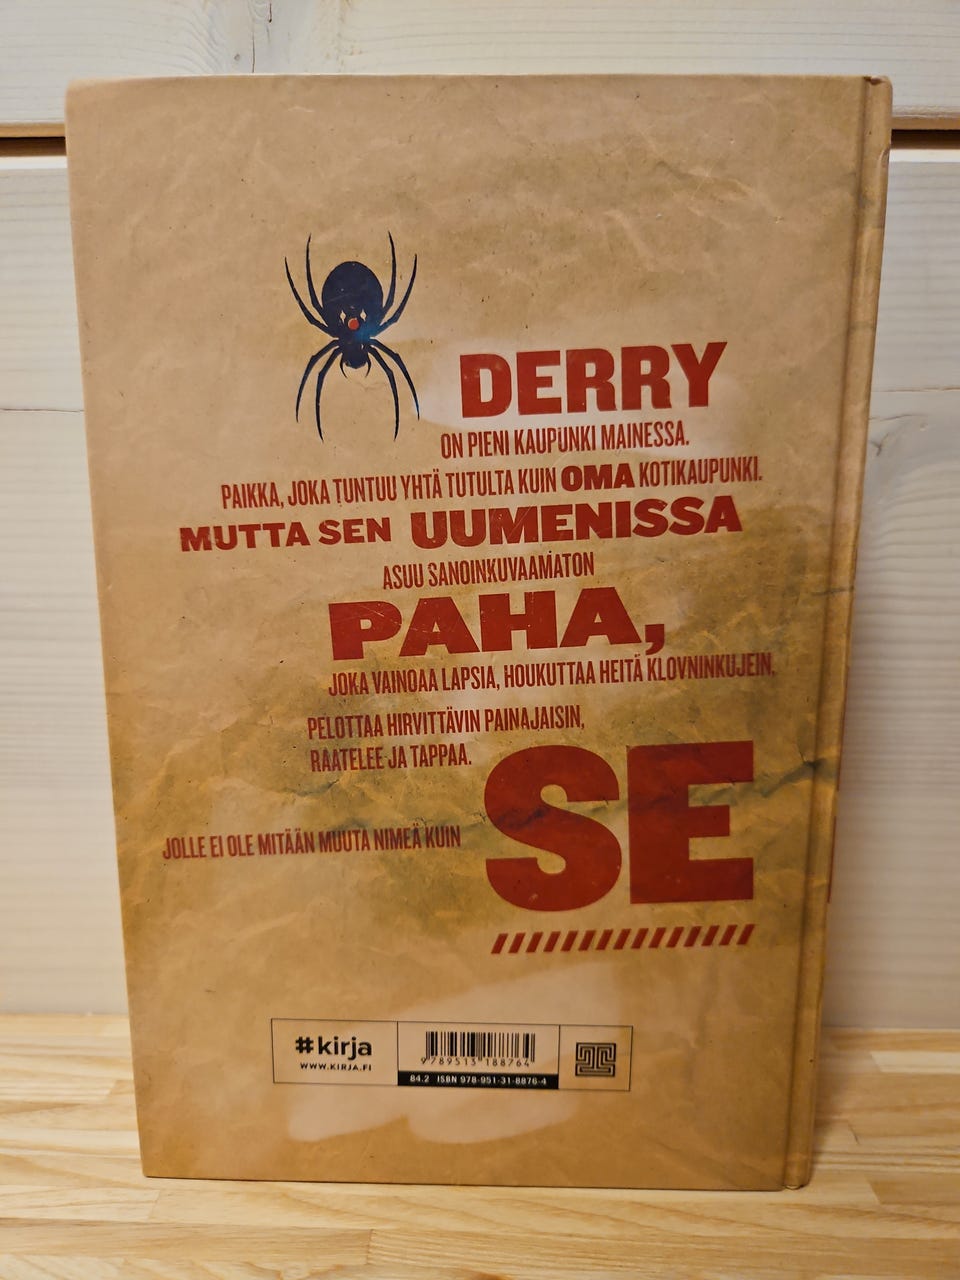 DERRY
ON PIENI KAUPUNKI MAINESSA.
PAIKKA, JOKA TUNTUU YHTÄ TUTULTA KUIN OMA KOTIKAUPUNKI.
MUTTA SEN UUMENISSA
ASUU SANOINKUVAAMATON
PAHA,
JOKA VAINOAA LAPSIA, HOUKUTTAA HEITÄ KLOVNINKUJEIN,
PELOTTAA HIRVITTÄVIN PAINAJAISIN,
RAATELEE JA TAPPAA.
JOLLE EI OLE MITÄÄN MUUTA NIMEÄ KUIN
SE
#kirja
WWW.KIRJA.FI
9789513188764
84.2 ISBN 978-951-31-8876-4